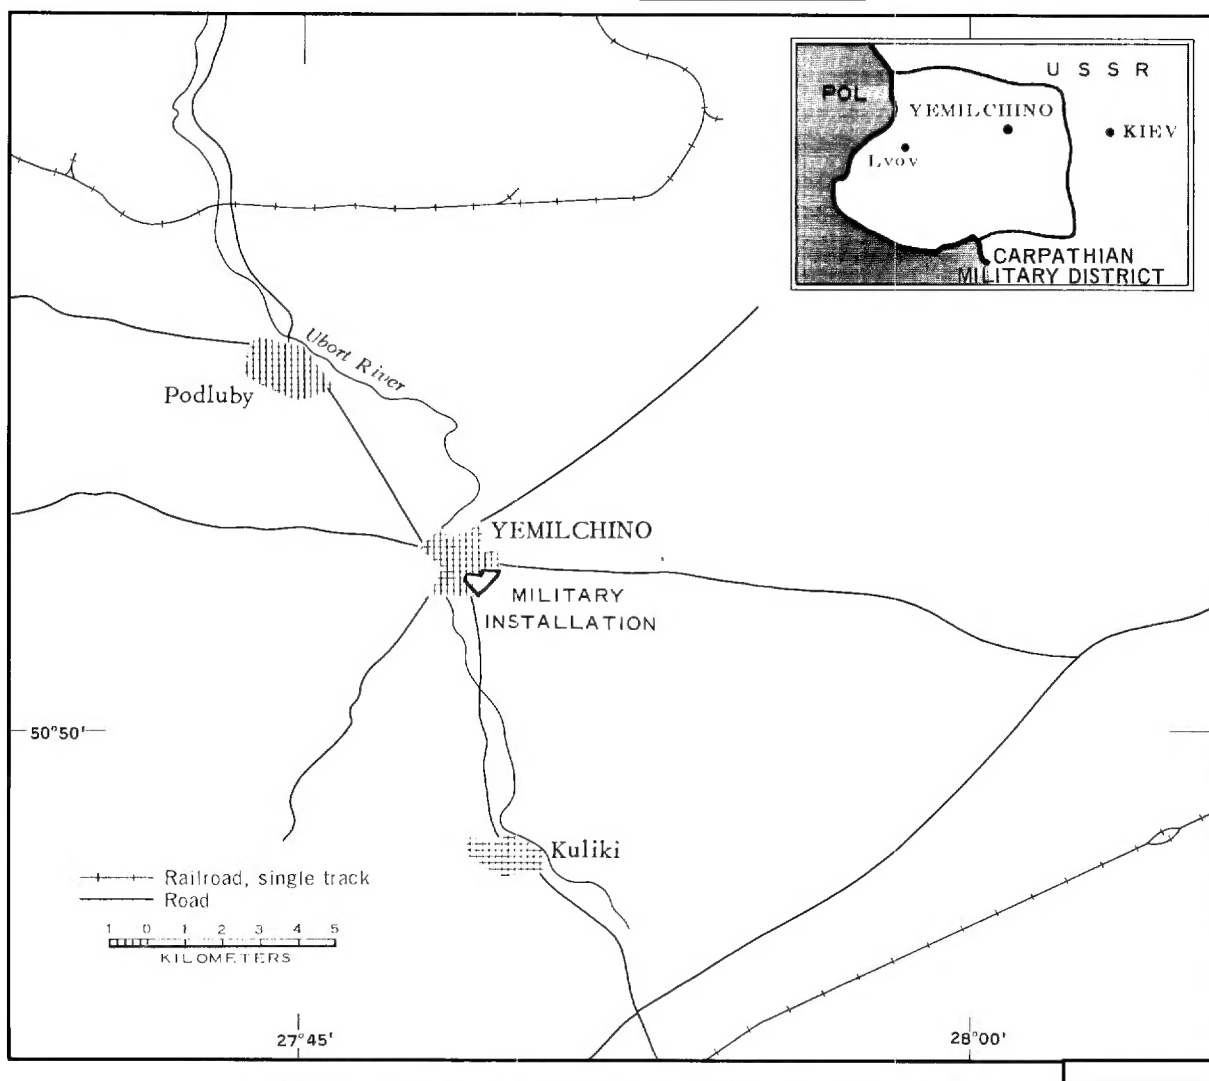 U S S R
POL
YEMILCHINO
KIEV
Lvov
CARPATHIAN
MILITARY DISTRICT
Ubort River
Podluby
YEMILCHINO
MILITARY
INSTALLATION
50°50'
Kuliki
Railroad, single track
Road
1 0 1 2 3 4 5
KILOMETERS
27°45'
28°00'